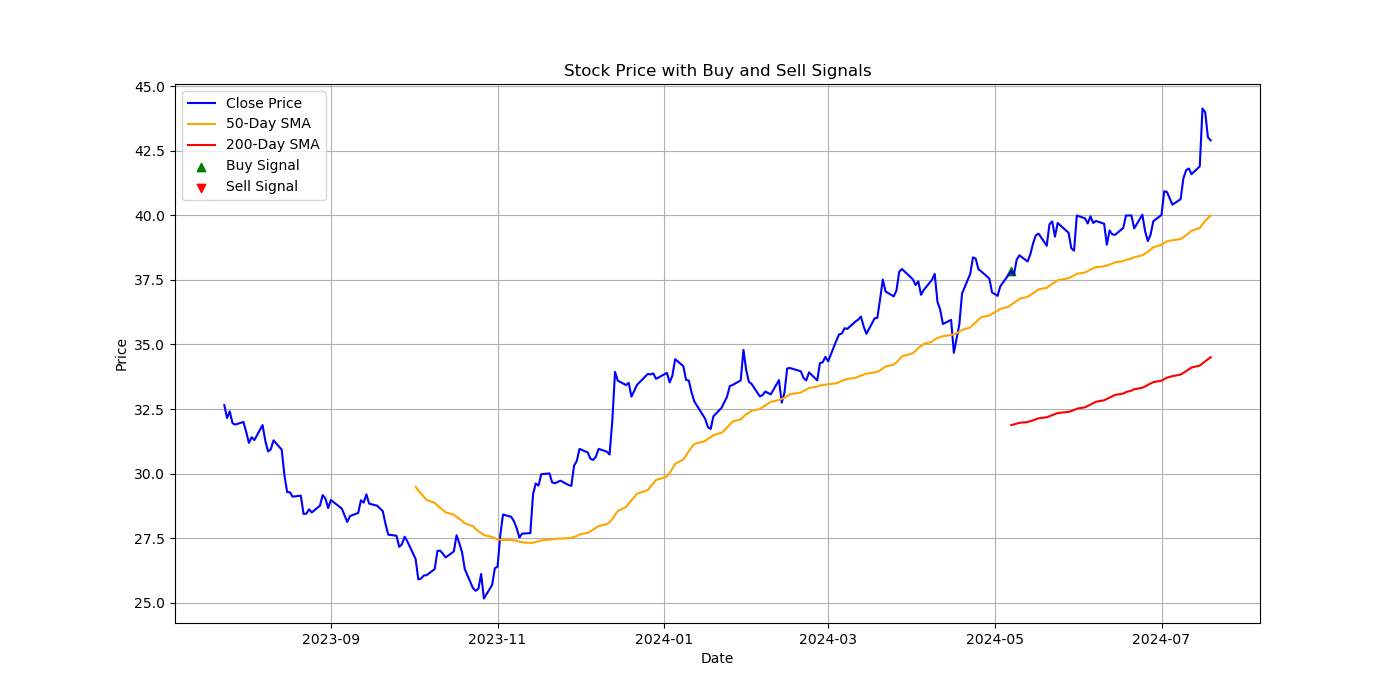 Stock Price with Buy and Sell Signals
Close Price
50-Day SMA
200-Day SMA
Buy Signal
Sell Signal
45.0
42.5
40.0
37.5
35.0
32.5
30.0
27.5
25.0
Price
2023-09 2023-11 2024-01 2024-03 2024-05 2024-07
Date